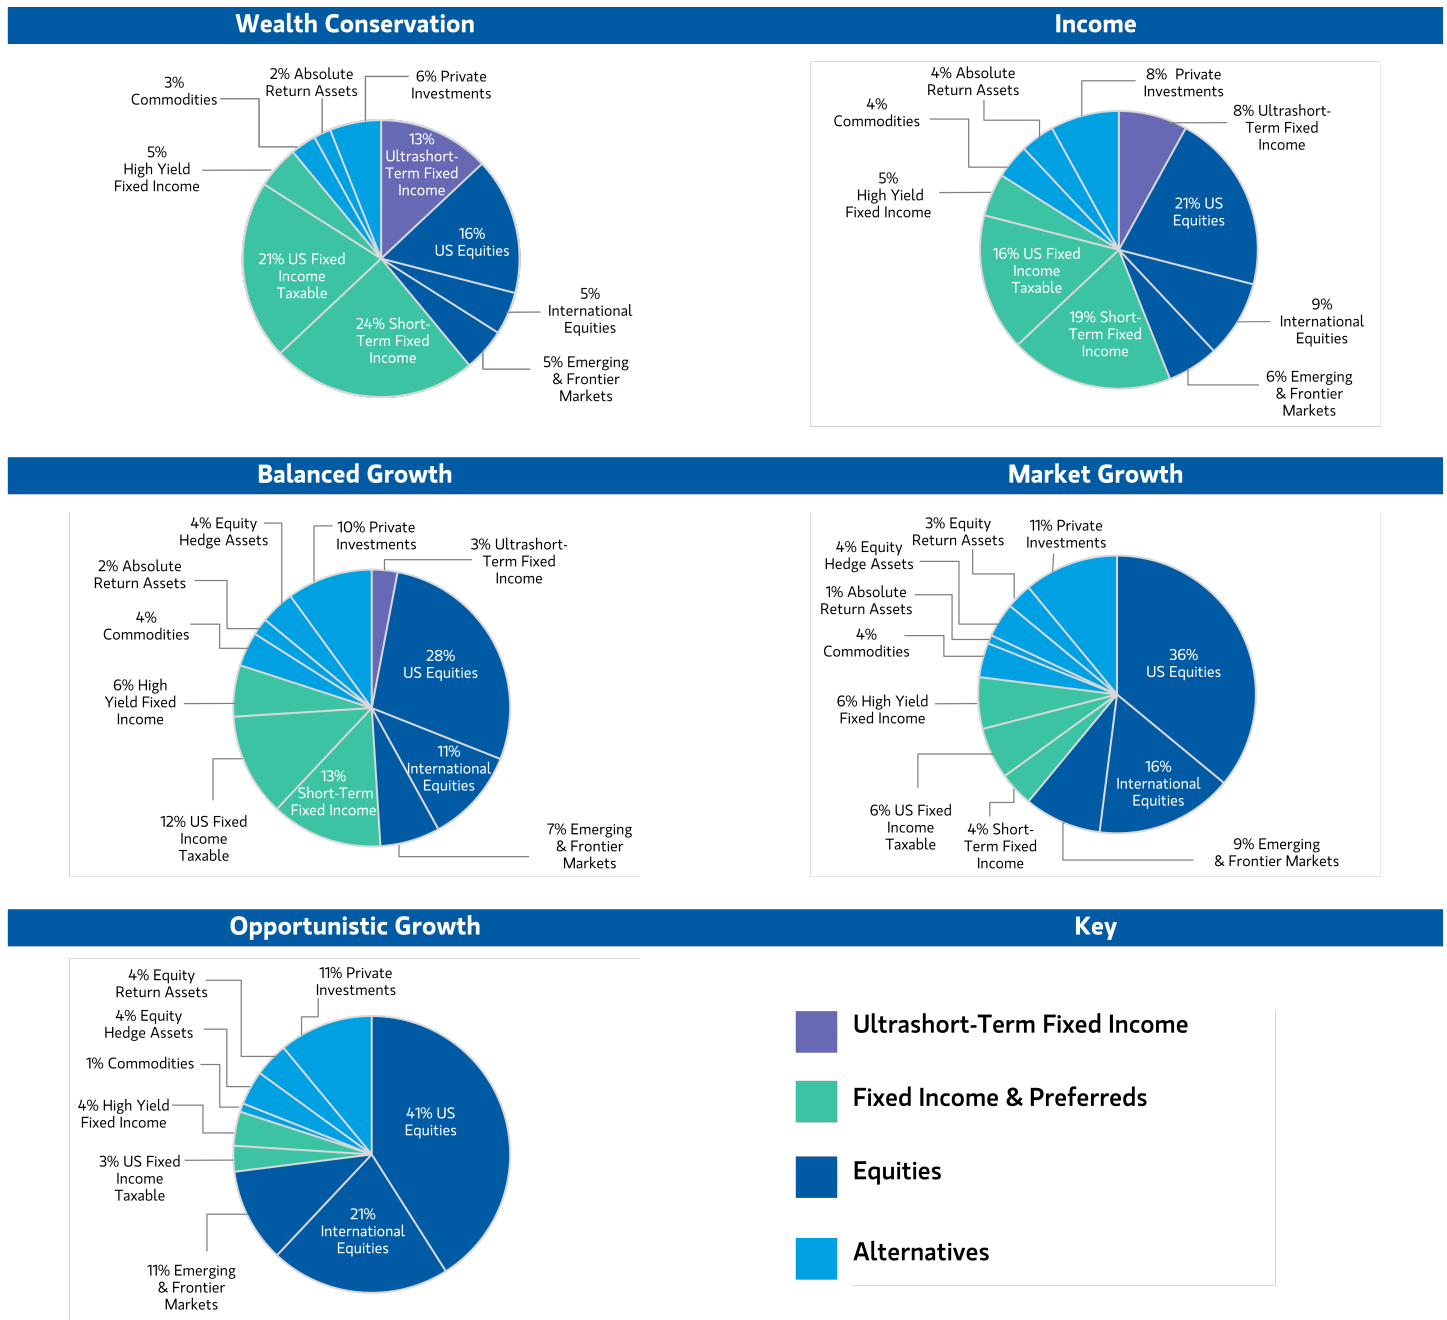 Wealth Conservation
2% Absolute
Return Assets
6% Private
Investments
3%
Commodities
5%
High Yield
Fixed Income
13%
Ultrashort-
Term Fixed
Income
16%
US Equities
21% US Fixed
Income
Taxable
24% Short-
Term Fixed
Income
5%
International
Equities
5% Emerging
& Frontier
Markets
Income
4% Absolute
Return Assets
8% Private
Investments
4%
Commodities
8% Ultrashort-
Term Fixed
Income
5%
High Yield
Fixed Income
21% US
Equities
16% US Fixed
Income
Taxable
19% Short-
Term Fixed
Income
9%
International
Equities
6% Emerging
& Frontier
Markets
Balanced Growth
4% Equity
Hedge Assets
10% Private
Investments
3% Ultrashort-
Term Fixed
Income
2% Absolute
Return Assets
4%
Commodities
28%
US Equities
6% High
Yield Fixed
Income
11%
International
Equities
13%
Short-Term
Fixed Income
12% US Fixed
Income
Taxable
7% Emerging
& Frontier
Markets
Market Growth
3% Equity
Return Assets
11% Private
Investments
4% Equity
Hedge Assets
1% Absolute
Return Assets
4%
Commodities
36%
US Equities
6% High Yield
Fixed Income
16%
International
Equities
6% US Fixed
Income
Taxable
4% Short-
Term Fixed
Income
9% Emerging
& Frontier Markets
Opportunistic Growth
4% Equity
Return Assets
11% Private
Investments
4% Equity
Hedge Assets
1% Commodities
4% High Yield
Fixed Income
41% US
Equities
3% US Fixed
Income
Taxable
21%
International
Equities
11% Emerging
& Frontier
Markets
Key
Ultrashort-Term Fixed Income
Fixed Income & Preferreds
Equities
Alternatives